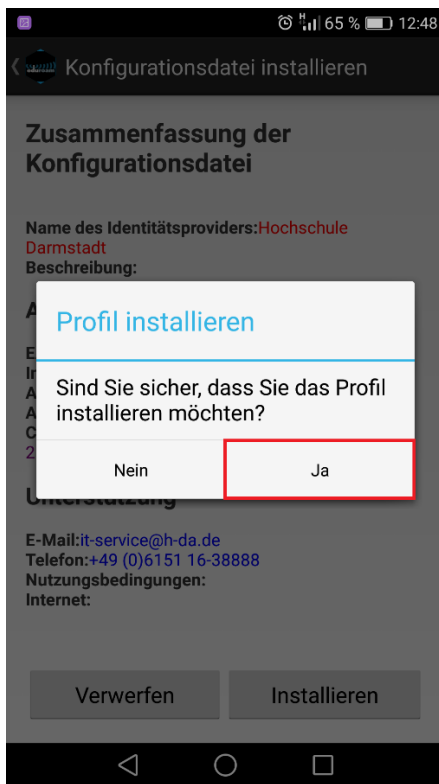 H 65 % 12:48
Konfigurationsdatei installieren
Zusammenfassung der
Konfigurationsdatei
Name des Identitätsproviders:Hochschule
Darmstadt
Beschreibung:
A
Profil installieren
E
A
A
C
2
Sind Sie sicher, dass Sie das Profil
installieren möchten?
Nein Ja
Unterstützung
E-Mail:it-service@h-da.de
Telefon:+49 (0)6151 16-38888
Nutzungsbedingungen:
Internet:
Verwerfen Installieren